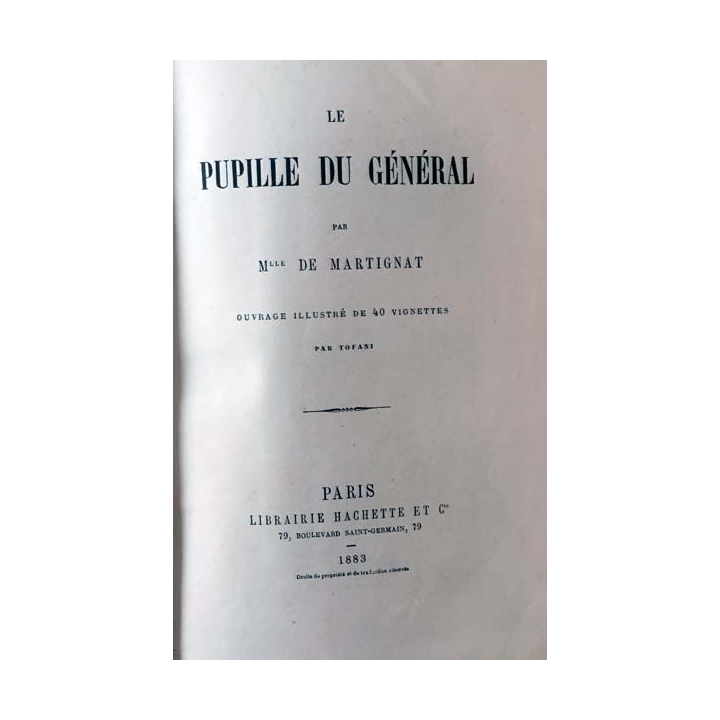 LE
PUPILLE DU GÉNÉRAL
PAR
Mlle DE MARTIGNAT
OUVRAGE ILLUSTRÉ DE 40 VIGNETTES
PAR TOFANI
PARIS
LIBRAIRIE HACHETTE ET Cie
79, BOULEVARD SAINT-GERMAIN, 79
1883
Droits de propriété et de traduction réservés